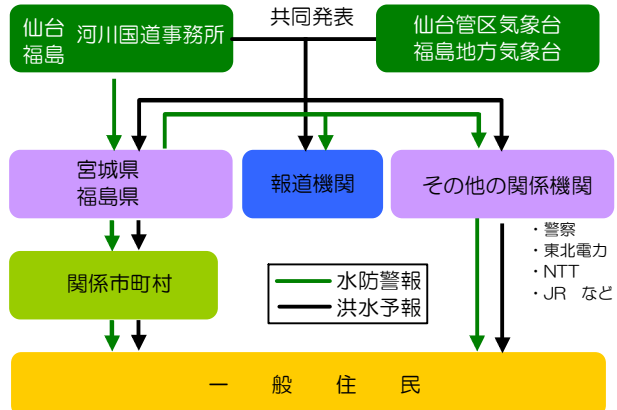 共同発表
仙台
福島
河川国道事務所
仙台管区気象台
福島地方気象台
宮城県
福島県
報道機関
その他の関係機関
・警察
・東北電力
・NTT
・JR など
関係市町村
水防警報
洪水予報
一 般 住 民